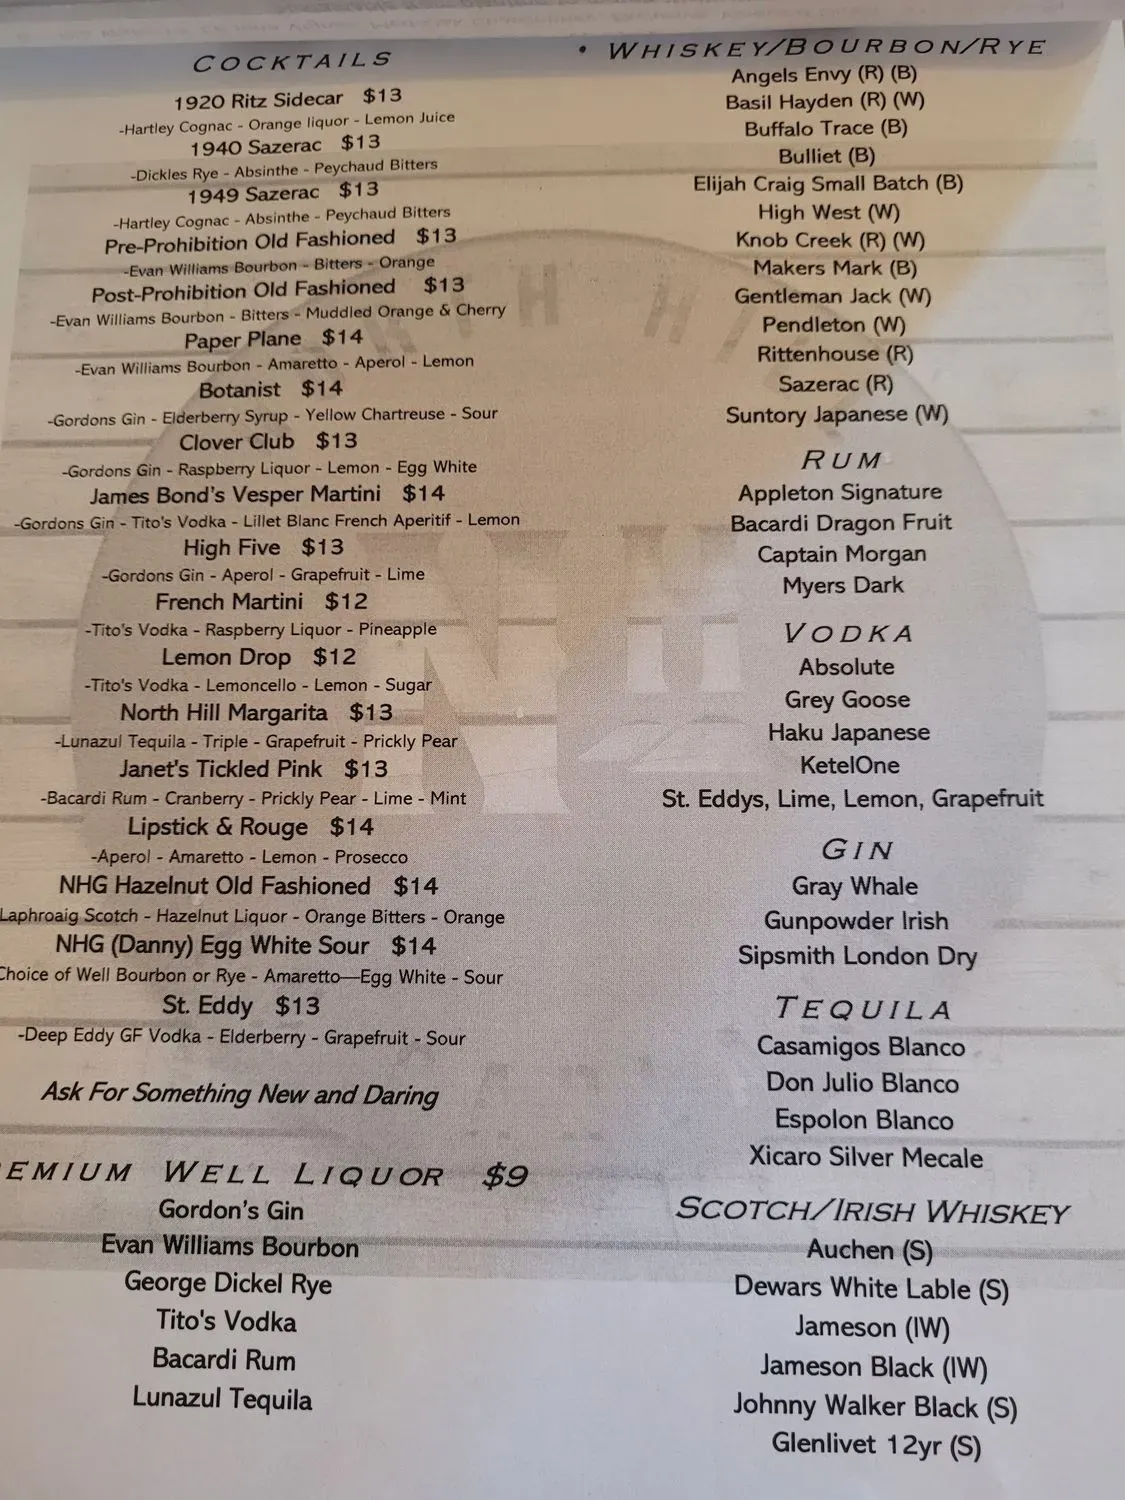 COCKTAILS
1920 Ritz Sidecar $13
-Hartley Cognac - Orange liquor - Lemon Juice
1940 Sazerac $13
-Dickles Rye - Absinthe - Peychaud Bitters
1949 Sazerac $13
-Hartley Cognac - Absinthe - Peychaud Bitters
Pre-Prohibition Old Fashioned $13
-Evan Williams Bourbon - Bitters - Orange
Post-Prohibition Old Fashioned $13
-Evan Williams Bourbon - Bitters - Muddled Orange & Cherry
Paper Plane $14
-Evan Williams Bourbon - Amaretto - Aperol - Lemon
Botanist $14
-Gordons Gin - Elderberry Syrup - Yellow Chartreuse - Sour
Clover Club $13
-Gordons Gin - Raspberry Liquor - Lemon - Egg White
James Bond's Vesper Martini $14
-Gordons Gin - Tito's Vodka - Lillet Blanc French Aperitif - Lemon
High Five $13
-Gordons Gin - Aperol - Grapefruit - Lime
French Martini $12
-Tito's Vodka - Raspberry Liquor - Pineapple
Lemon Drop $12
-Tito's Vodka - Lemoncello - Lemon - Sugar
North Hill Margarita $13
-Lunazul Tequila - Triple - Grapefruit - Prickly Pear
Janet's Tickled Pink $13
-Bacardi Rum - Cranberry - Prickly Pear - Lime - Mint
Lipstick & Rouge $14
-Aperol - Amaretto - Lemon - Prosecco
NHG Hazelnut Old Fashioned $14
Laphroaig Scotch - Hazelnut Liquor - Orange Bitters - Orange
NHG (Danny) Egg White Sour $14
Choice of Well Bourbon or Rye - Amaretto—Egg White - Sour
St. Eddy $13
-Deep Eddy GF Vodka - Elderberry - Grapefruit - Sour
Ask For Something New and Daring
EMIUM WELL LIQUOR $9
Gordon's Gin
Evan Williams Bourbon
George Dickel Rye
Tito's Vodka
Bacardi Rum
Lunazul Tequila
• WHISKEY/BOURBON/RYE
Angels Envy (R) (B)
Basil Hayden (R) (W)
Buffalo Trace (B)
Bulliet (B)
Elijah Craig Small Batch (B)
High West (W)
Knob Creek (R) (W)
Makers Mark (B)
Gentleman Jack (W)
Pendleton (W)
Rittenhouse (R)
Sazerac (R)
Suntory Japanese (W)
RUM
Appleton Signature
Bacardi Dragon Fruit
Captain Morgan
Myers Dark
VODKA
Absolute
Grey Goose
Haku Japanese
KetelOne
St. Eddys, Lime, Lemon, Grapefruit
GIN
Gray Whale
Gunpowder Irish
Sipsmith London Dry
TEQUILA
Casamigos Blanco
Don Julio Blanco
Espolon Blanco
Xicaro Silver Mecale
SCOTCH/IRISH WHISKEY
Auchen (S)
Dewars White Lable (S)
Jameson (IW)
Jameson Black (IW)
Johnny Walker Black (S)
Glenlivet 12yr (S)